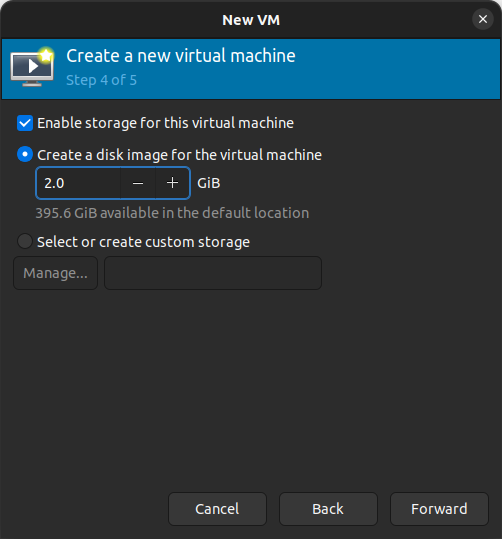 New VM
Create a new virtual machine
Step 4 of 5
Enable storage for this virtual machine
Create a disk image for the virtual machine
2.0 − + GiB
395.6 GiB available in the default location
Select or create custom storage
Manage...
Cancel Back Forward